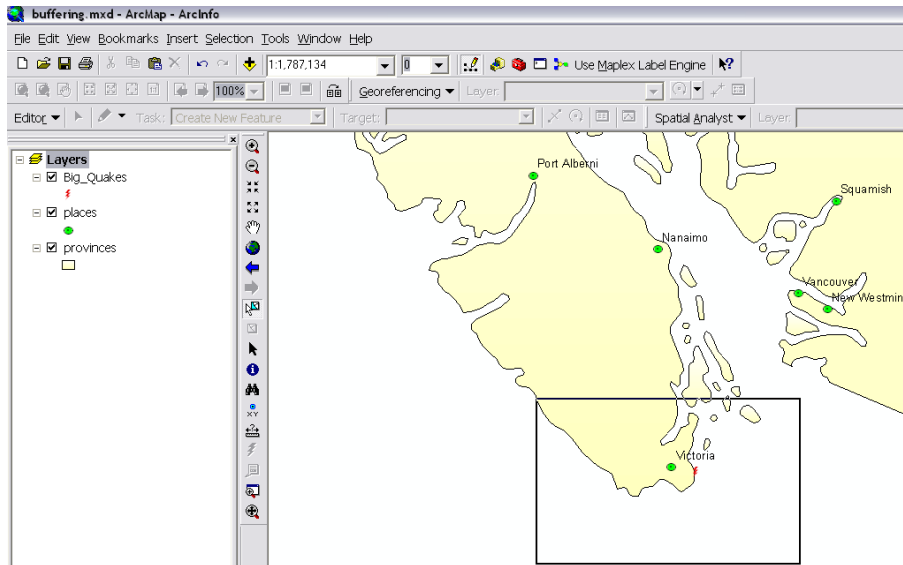 buffering.mxd - ArcMap - ArcInfo
File Edit View Bookmarks Insert Selection Tools Window Help
1:1,787,134 0 Use Maplex Label Engine
100% Georeferencing Layer:
Editor Task: Create New Feature Target: Spatial Analyst Layer:
Layers
Big_Quakes
places
provinces
XY
Port Alberni
Squamish
Nanaimo
Vancouver
New Westmin
Victoria